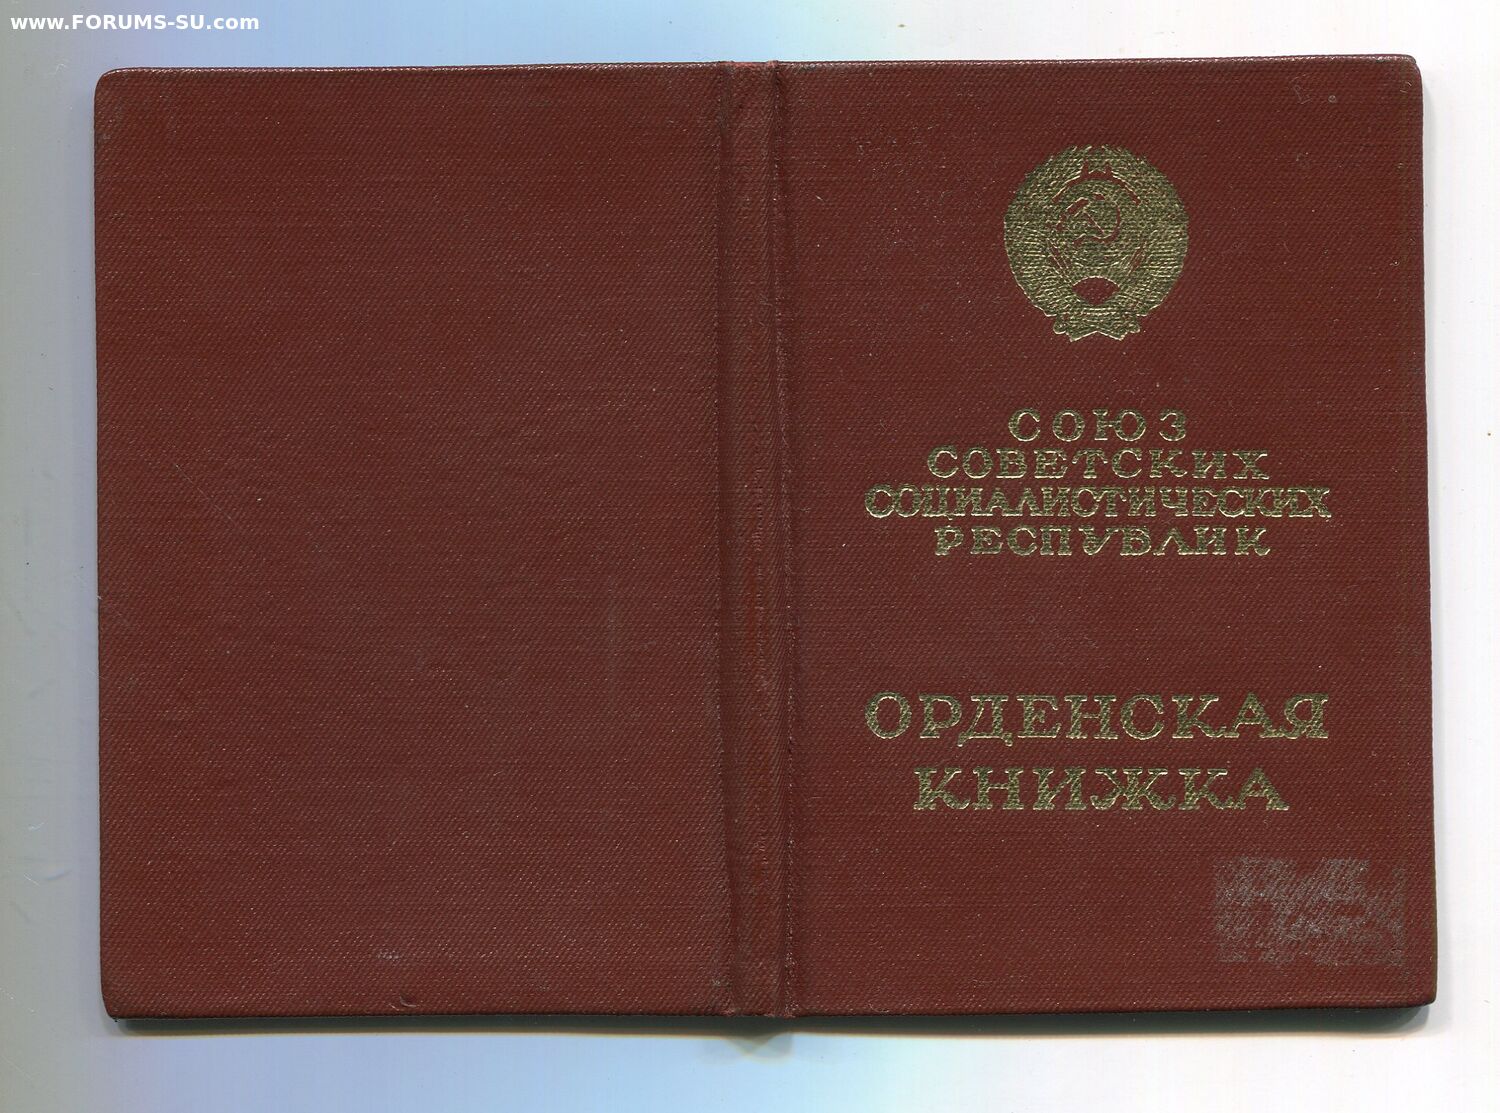 www.FORUMS-SU.com
СОЮЗ
СОВЕТСКИХ
СОЦИАЛИСТИЧЕСКИХ
РЕСПУБЛИК
ОРДЕНСКАЯ
КНИЖКА